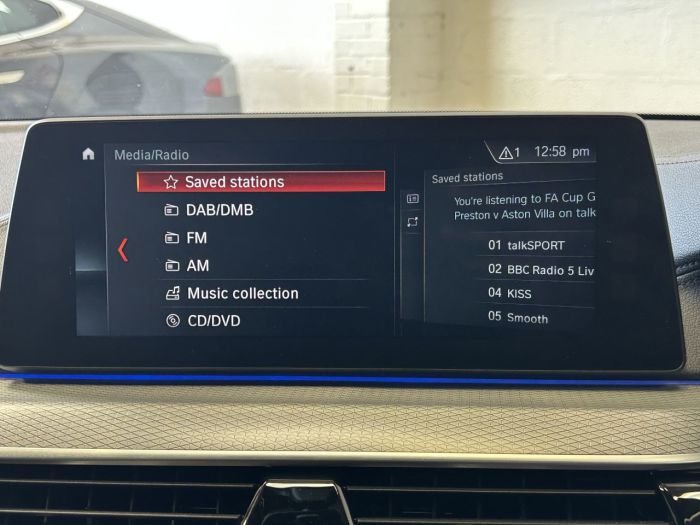 Media/Radio
1 12:58 pm
Saved stations
DAB/DMB
FM
AM
Music collection
CD/DVD
Saved stations
You're listening to FA Cup G
Preston v Aston Villa on talk
01 talkSPORT
02 BBC Radio 5 Liv
04 KISS
05 Smooth